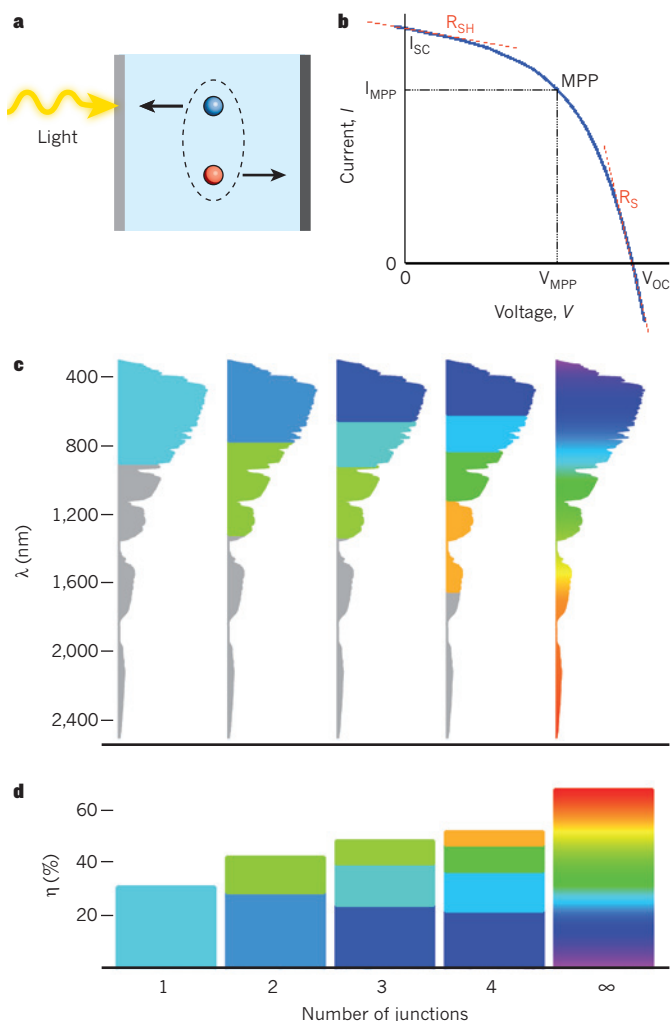 a
Light
b
R_SH
I_SC
I_MPP
MPP
Current, I
R_S
0
0
V_MPP
V_OC
Voltage, V
c
400
800
1,200
1,600
2,000
2,400
λ (nm)
d
60
40
20
η (%)
1 2 3 4 ∞
Number of junctions